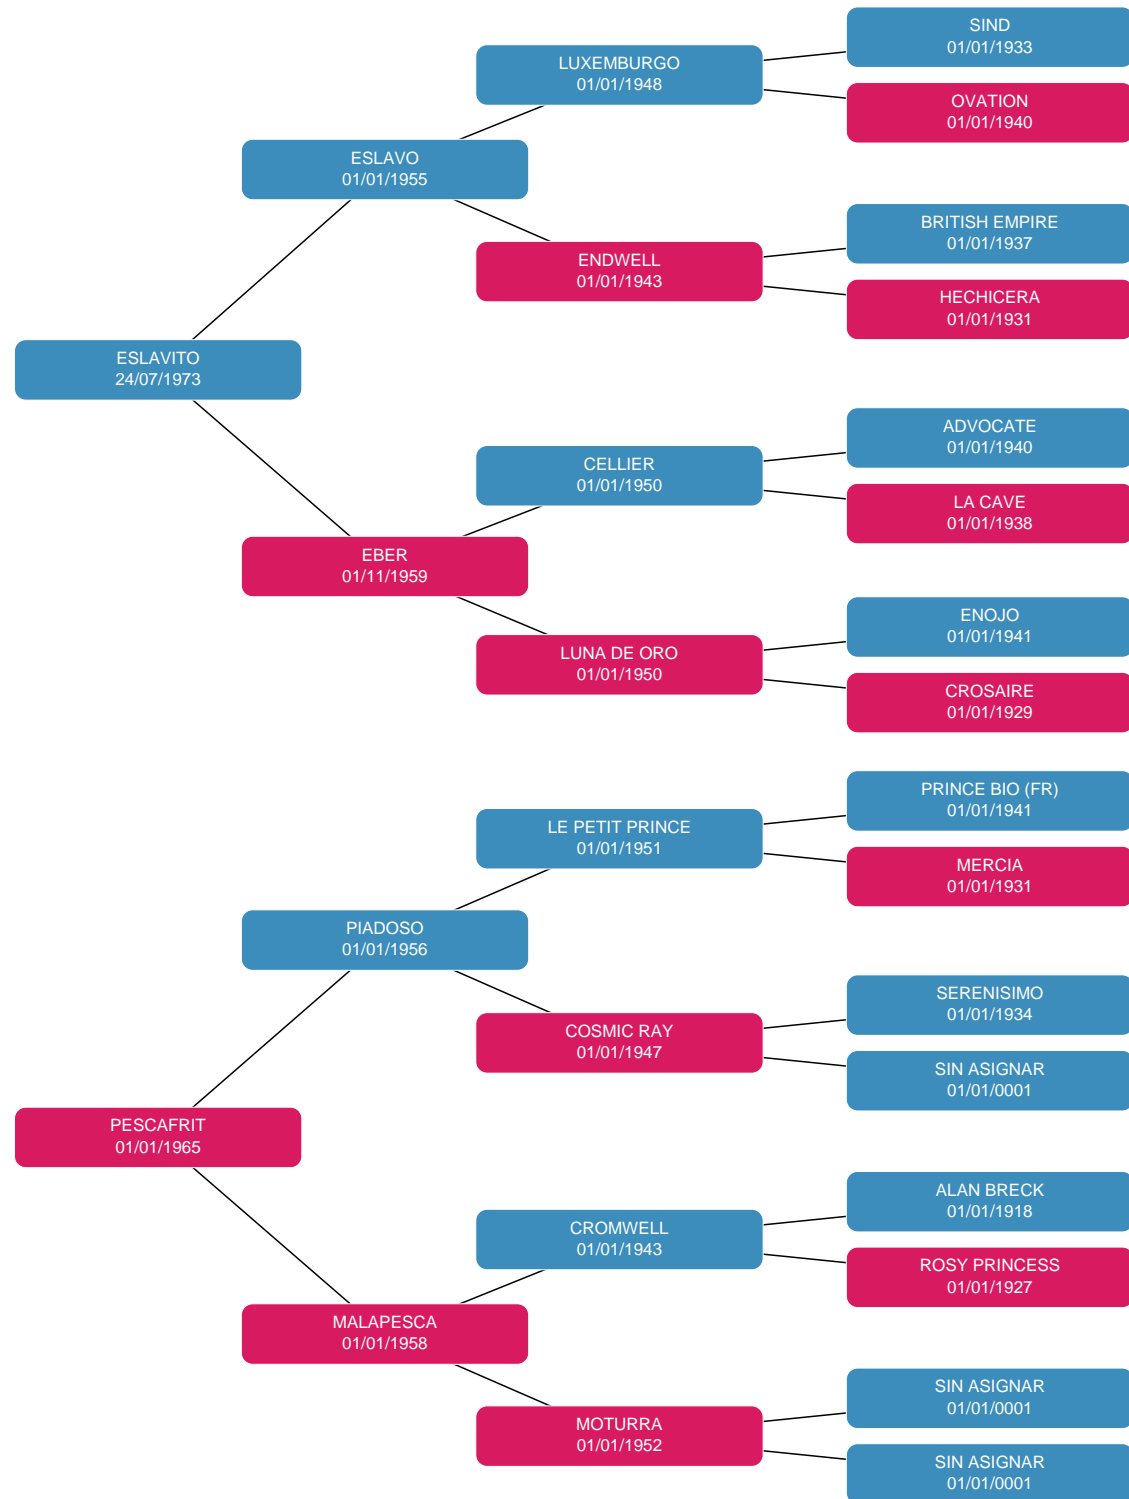 SIND
01/01/1933
LUXEMBURGO
01/01/1948
OVATION
01/01/1940
ESLAVO
01/01/1955
BRITISH EMPIRE
01/01/1937
ENDWELL
01/01/1943
HECHICERA
01/01/1931
ESLAVITO
24/07/1973
ADVOCATE
01/01/1940
CELLIER
01/01/1950
LA CAVE
01/01/1938
EBER
01/11/1959
ENOJO
01/01/1941
LUNA DE ORO
01/01/1950
CROSAIRE
01/01/1929
PRINCE BIO (FR)
01/01/1941
LE PETIT PRINCE
01/01/1951
MERCIA
01/01/1931
PIADOSO
01/01/1956
SERENISIMO
01/01/1934
COSMIC RAY
01/01/1947
SIN ASIGNAR
01/01/0001
PESCAFRIT
01/01/1965
ALAN BRECK
01/01/1918
CROMWELL
01/01/1943
ROSY PRINCESS
01/01/1927
MALAPESCA
01/01/1958
SIN ASIGNAR
01/01/0001
MOTURRA
01/01/1952
SIN ASIGNAR
01/01/0001